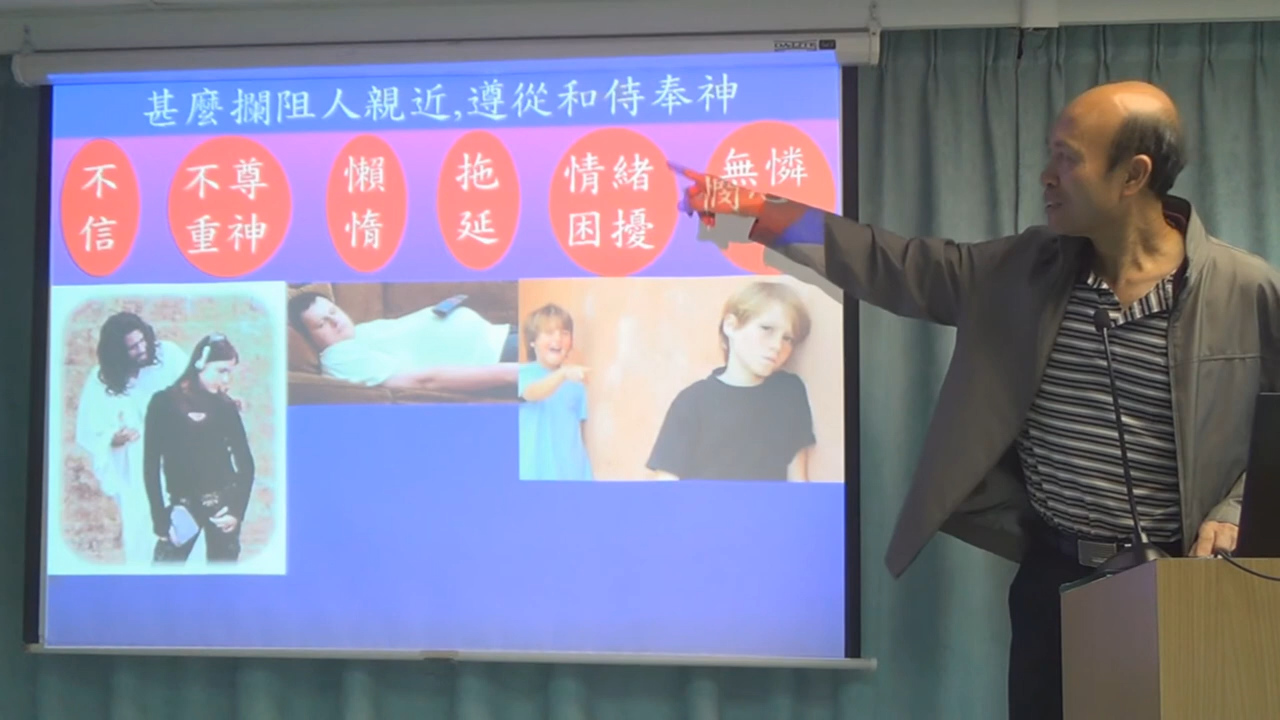 甚麼攔阻人親近,遵從和侍奉神
不信
不尊重神
懶惰
拖延
情緒困擾
無憐憫